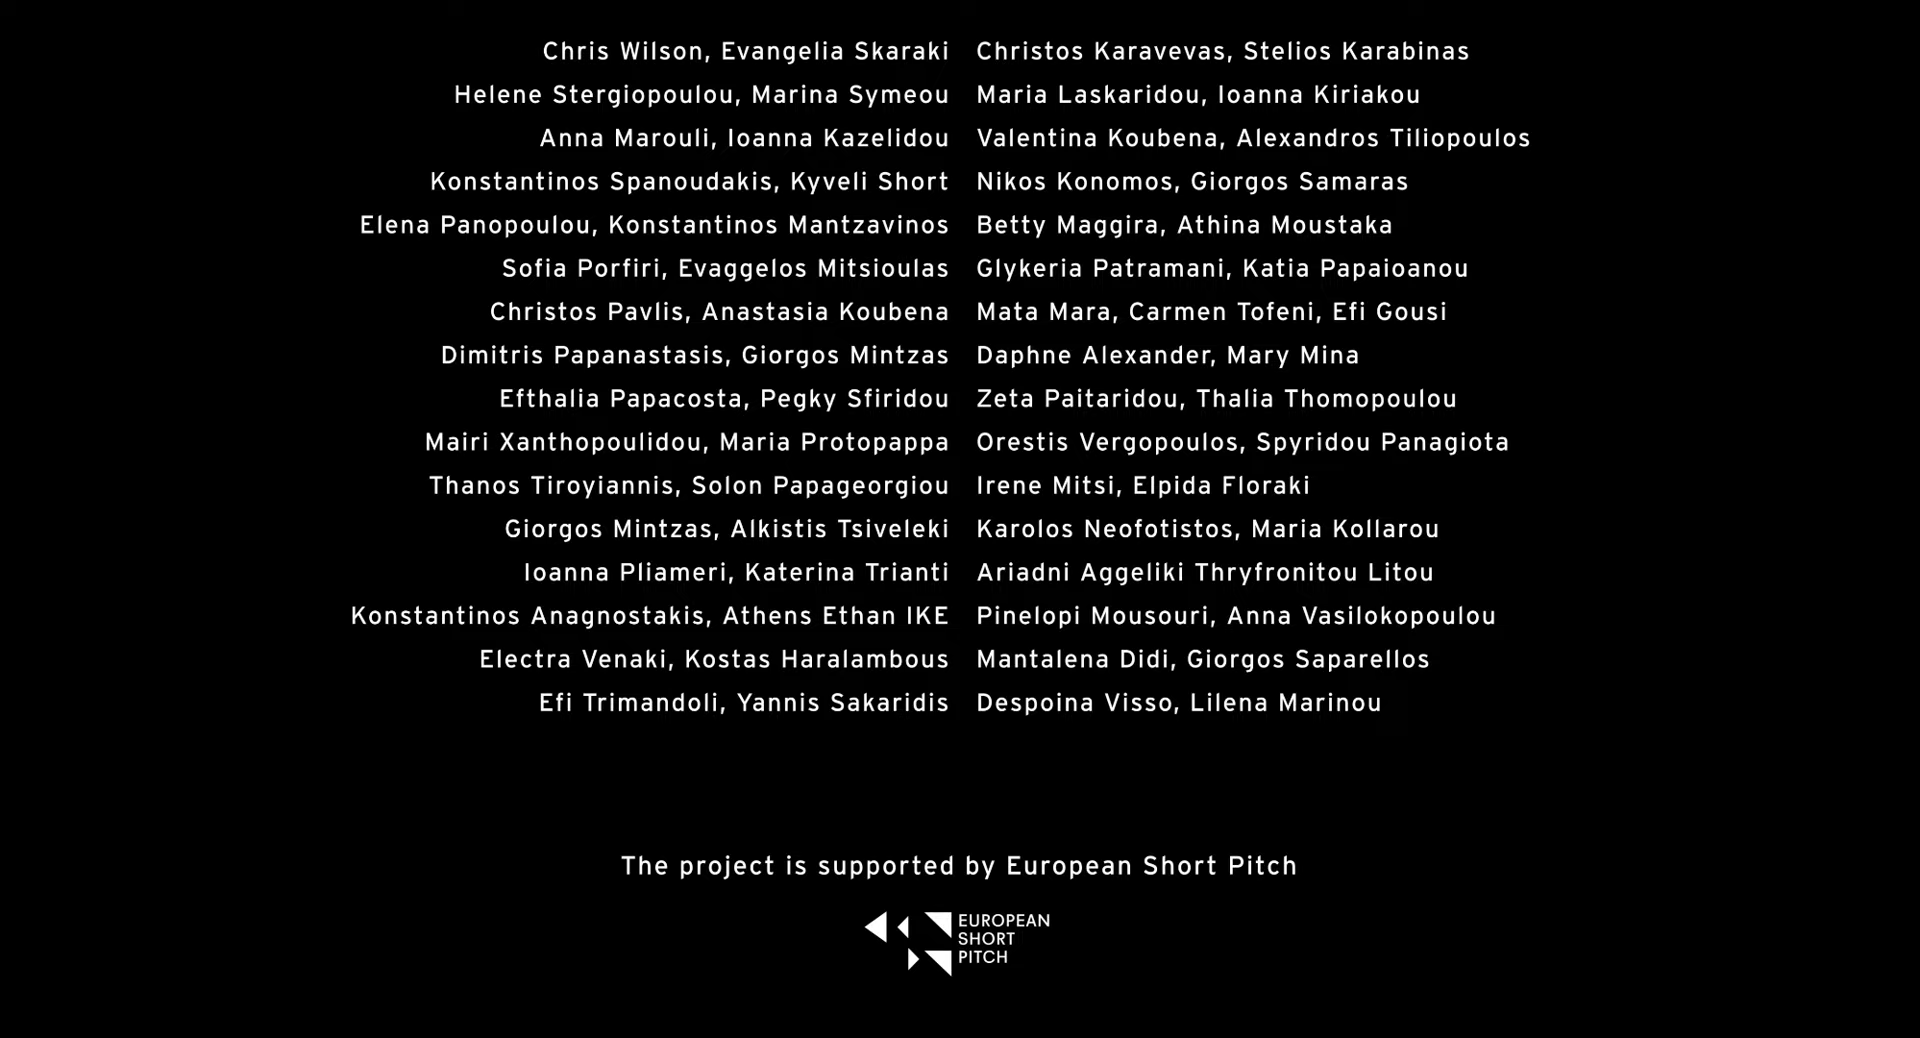 Chris Wilson, Evangelia Skaraki Christos Karavevas, Stelios Karabinas
Helene Stergiopoulou, Marina Symeou Maria Laskaridou, Ioanna Kiriakou
Anna Marouli, Ioanna Kazelidou Valentina Koubena, Alexandros Tiliopoulos
Konstantinos Spanoudakis, Kyveli Short Nikos Konomos, Giorgos Samaras
Elena Panopoulou, Konstantinos Mantzavinos Betty Maggira, Athina Moustaka
Sofia Porfiri, Evaggelos Mitsioulas Glykeria Patramani, Katia Papaioanou
Christos Pavlis, Anastasia Koubena Mata Mara, Carmen Tofeni, Efi Gousi
Dimitris Papanastasis, Giorgos Mintzas Daphne Alexander, Mary Mina
Efthalia Papacosta, Pegky Sfiridou Zeta Paitaridou, Thalia Thomopoulou
Mairi Xanthopoulidou, Maria Protopappa Orestis Vergopoulos, Spyridou Panagiota
Thanos Tiroyiannis, Solon Papageorgiou Irene Mitsi, Elpida Floraki
Giorgos Mintzas, Alkistis Tsiveleki Karolos Neofotistos, Maria Kollarou
Ioanna Pliameri, Katerina Trianti Ariadni Aggeliki Thryfronitou Litou
Konstantinos Anagnostakis, Athens Ethan IKE Pinelopi Mousouri, Anna Vasilokopoulou
Electra Venaki, Kostas Haralambous Mantalena Didi, Giorgos Saparellos
Efi Trimandoli, Yannis Sakaridis Despoina Visso, Lilena Marinou
The project is supported by European Short Pitch
EUROPEAN
SHORT
PITCH